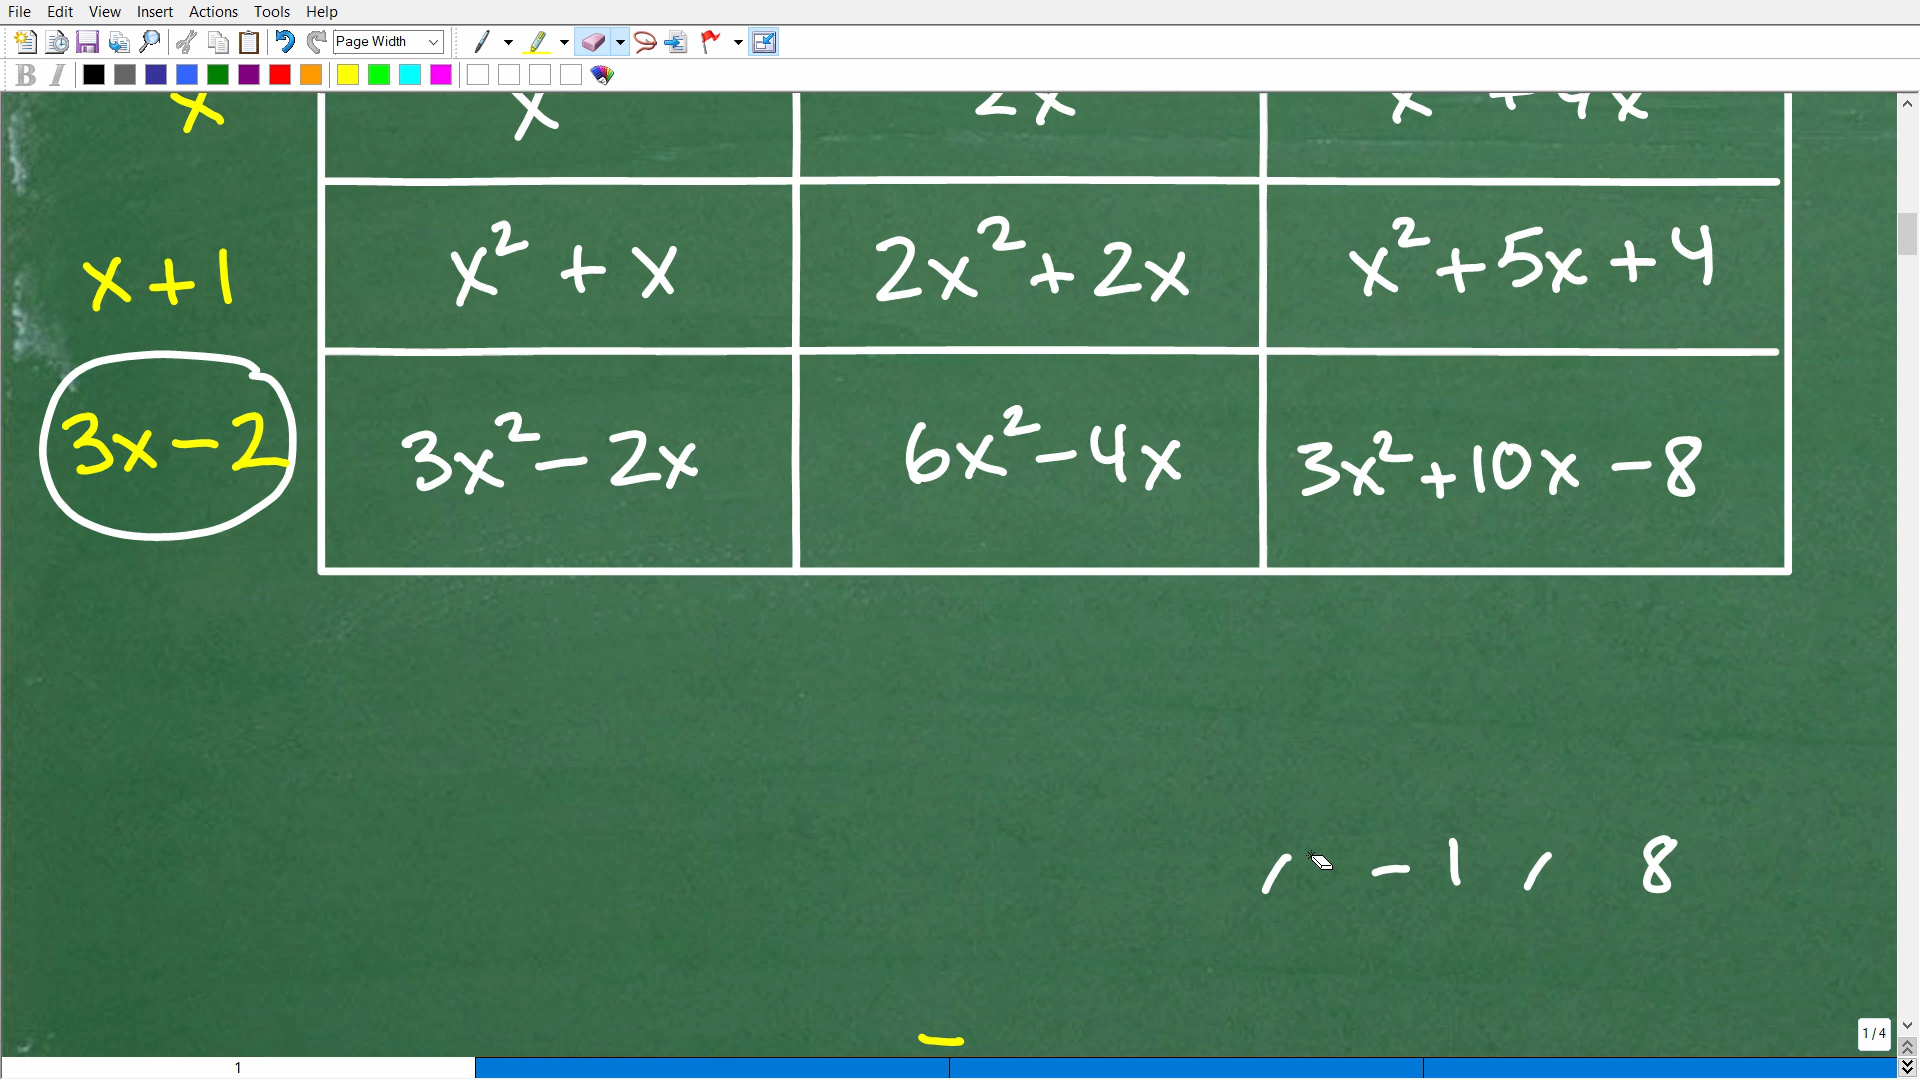 File Edit View Insert Actions Tools Help
Page Width
B I
x x 2x x + 4x
x + 1 x² + x 2x² + 2x x² + 5x + 4
3x - 2 3x² - 2x 6x² - 4x 3x² + 10x - 8
, - 1 , 8
1 / 4
1